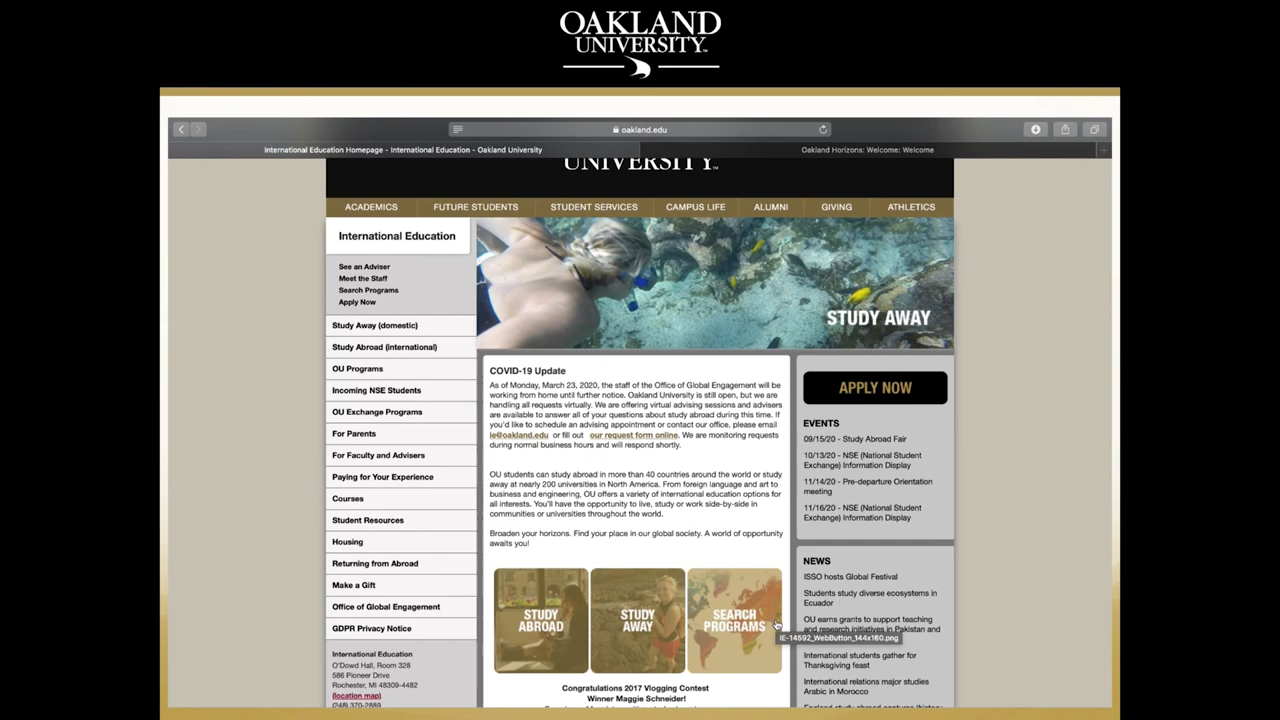 OAKLAND
UNIVERSITY™
oakland.edu
International Education Homepage - International Education - Oakland University
Oakland Horizons: Welcome: Welcome
UNIVERSITY™
ACADEMICS
FUTURE STUDENTS
STUDENT SERVICES
CAMPUS LIFE
ALUMNI
GIVING
ATHLETICS
International Education
See an Adviser
Meet the Staff
Search Programs
Apply Now
Study Away (domestic)
Study Abroad (international)
OU Programs
Incoming NSE Students
OU Exchange Programs
For Parents
For Faculty and Advisers
Paying for Your Experience
Courses
Student Resources
Housing
Returning from Abroad
Make a Gift
Office of Global Engagement
GDPR Privacy Notice
International Education
O'Dowd Hall, Room 328
586 Pioneer Drive
Rochester, MI 48309-4482
(location map)
(248) 370-2889
STUDY AWAY
COVID-19 Update
As of Monday, March 23, 2020, the staff of the Office of Global Engagement will be
working from home until further notice. Oakland University is still open, but we are
handling all requests virtually. We are offering virtual advising sessions and advisers
are available to answer all of your questions about study abroad during this time. If
you'd like to schedule an advising appointment or contact our office, please email
ie@oakland.edu or fill out our request form online. We are monitoring requests
during normal business hours and will respond shortly.
OU students can study abroad in more than 40 countries around the world or study
away at nearly 200 universities in North America. From foreign language and art to
business and engineering, OU offers a variety of international education options for
all interests. You'll have the opportunity to live, study or work side-by-side in
communities or universities throughout the world.
Broaden your horizons. Find your place in our global society. A world of opportunity
awaits you!
STUDY
ABROAD
STUDY
AWAY
SEARCH
PROGRAMS
IE-14592_WebButton_144x160.png
Congratulations 2017 Vlogging Contest
Winner Maggie Schneider!
APPLY NOW
EVENTS
09/15/20 - Study Abroad Fair
10/13/20 - NSE (National Student
Exchange) Information Display
11/14/20 - Pre-departure Orientation
meeting
11/16/20 - NSE (National Student
Exchange) Information Display
NEWS
ISSO hosts Global Festival
Students study diverse ecosystems in
Ecuador
OU earns grants to support teaching
and research initiatives in Pakistan and
International students gather for
Thanksgiving feast
International relations major studies
Arabic in Morocco